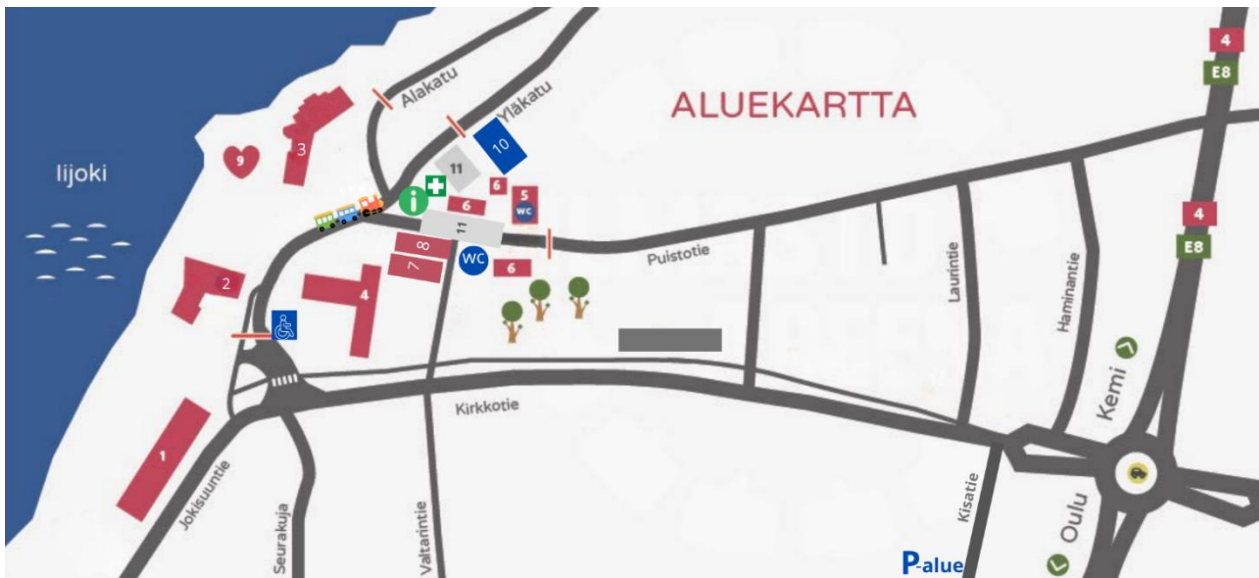 4
E8
Alakatu
Yläkatu
ALUEKARTTA
3
10
9
11
Iijoki
6
5
WC
i
6
4
E8
11
8
7
WC
6
Puistotie
Laurintie
Haminantie
2
4
Kemi
Kirkkotie
1
Jokisuuntie
Seurakuja
Valtarintie
Kisatie
Oulu
P-alue